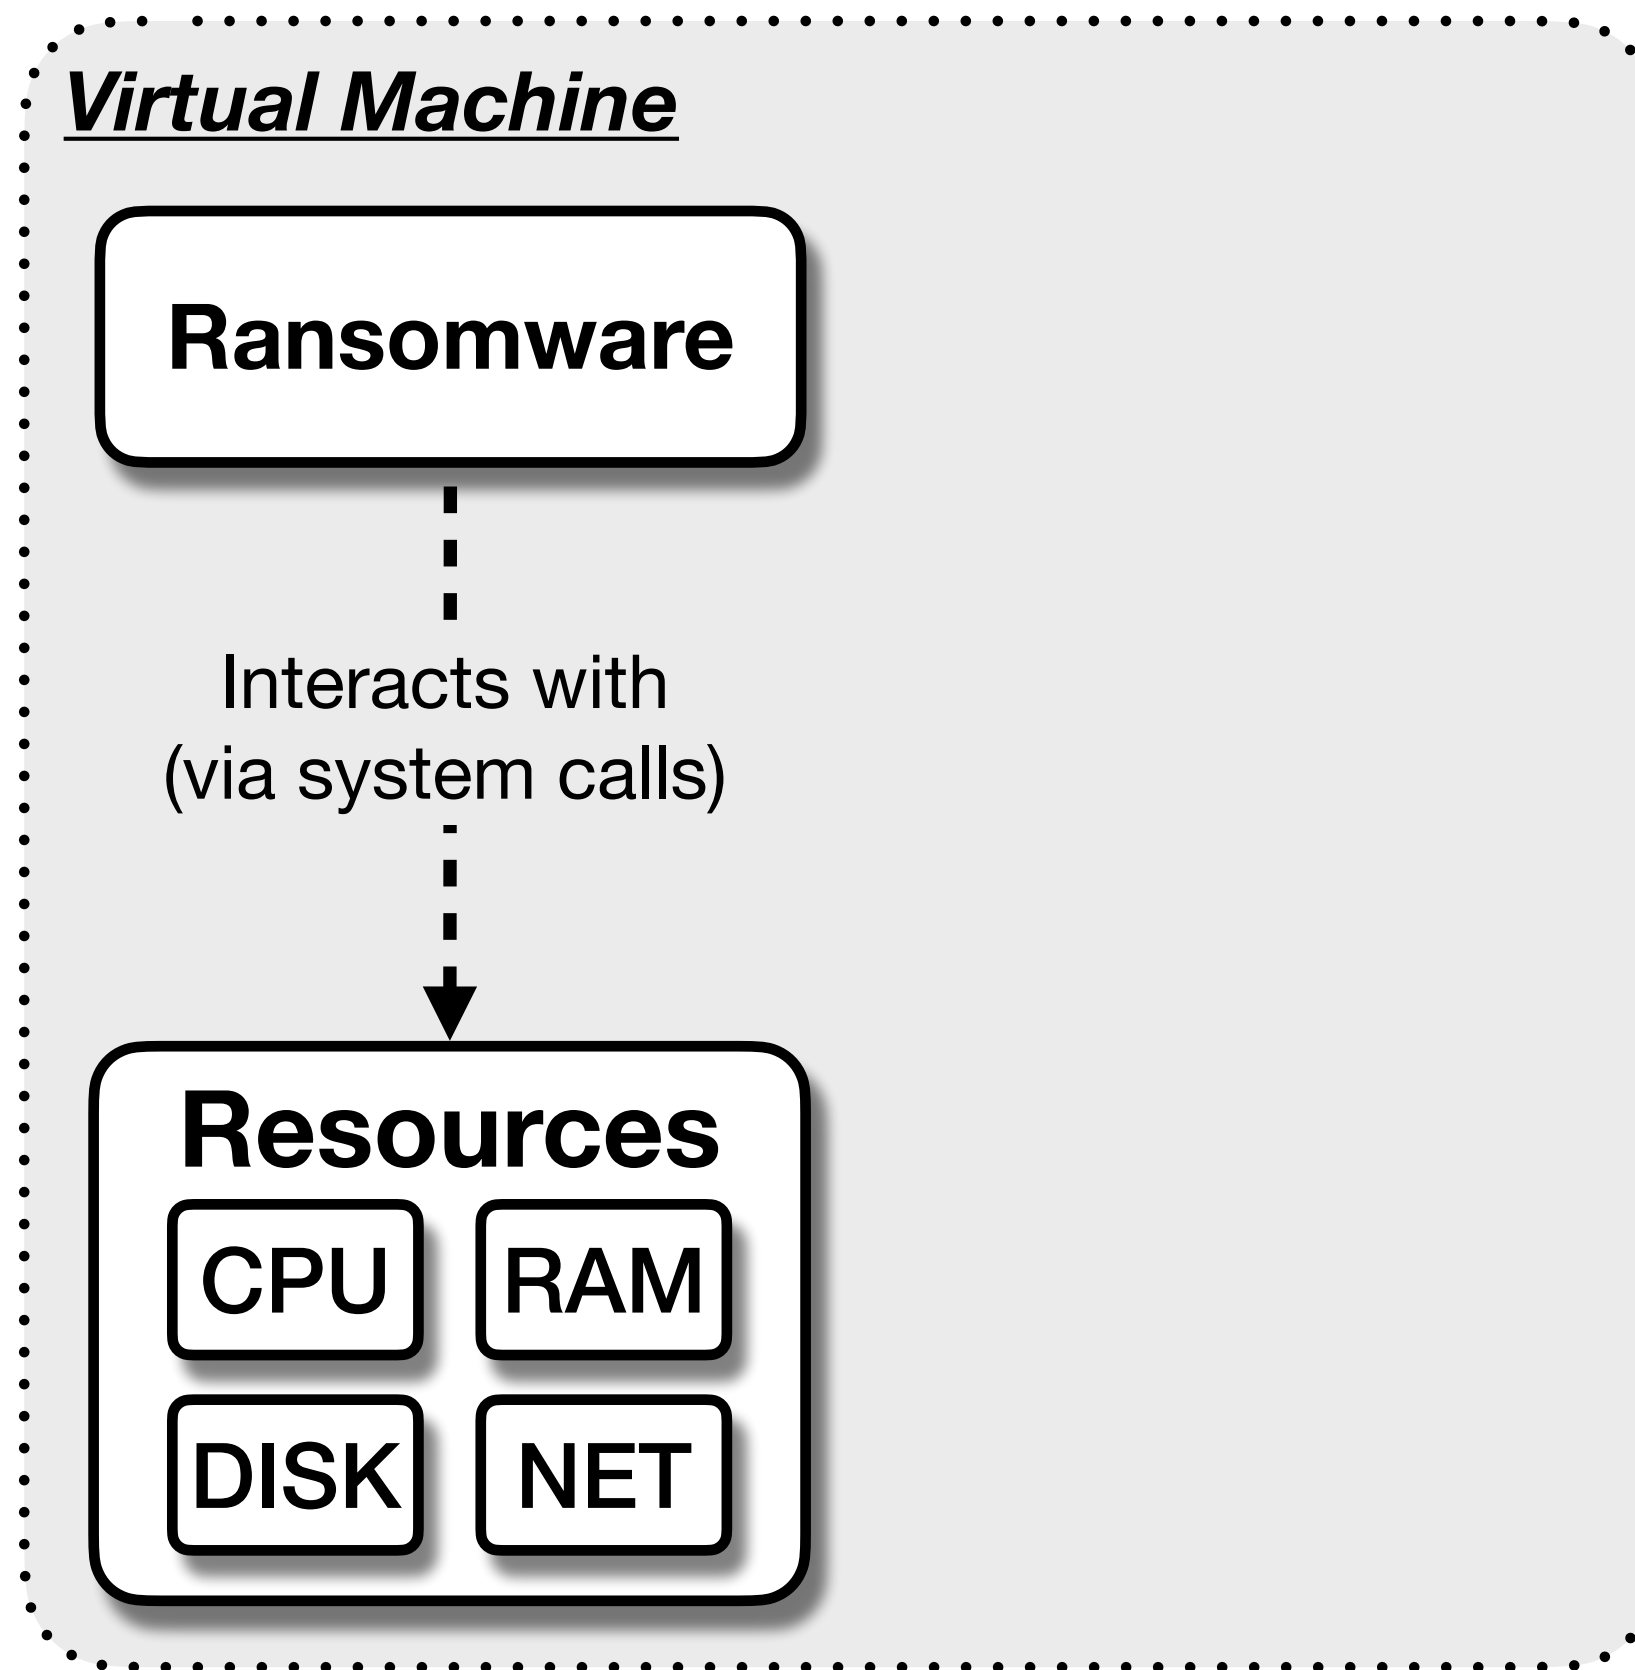 Virtual Machine
Ransomware
Interacts with
(via system calls)
Resources
CPU
RAM
DISK
NET